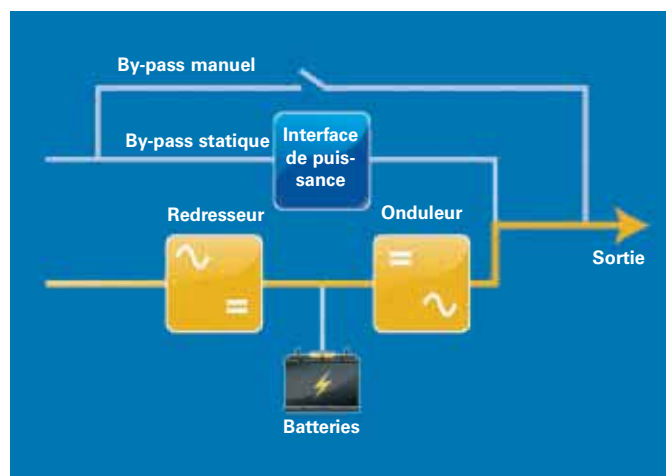 By-pass manuel
By-pass statique
Interface
de puis-
sance
Redresseur
Onduleur
Sortie
Batteries